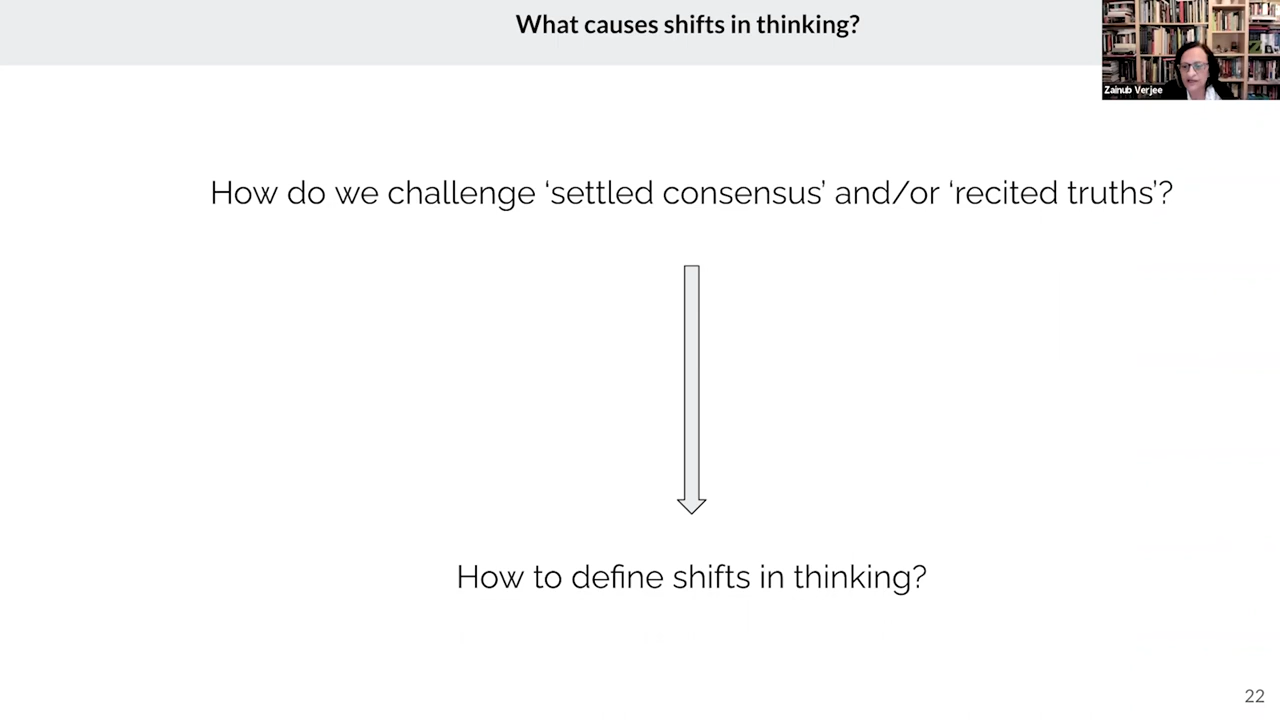 What causes shifts in thinking?
Zainub Verjee
How do we challenge ‘settled consensus’ and/or ‘recited truths’?
How to define shifts in thinking?
22